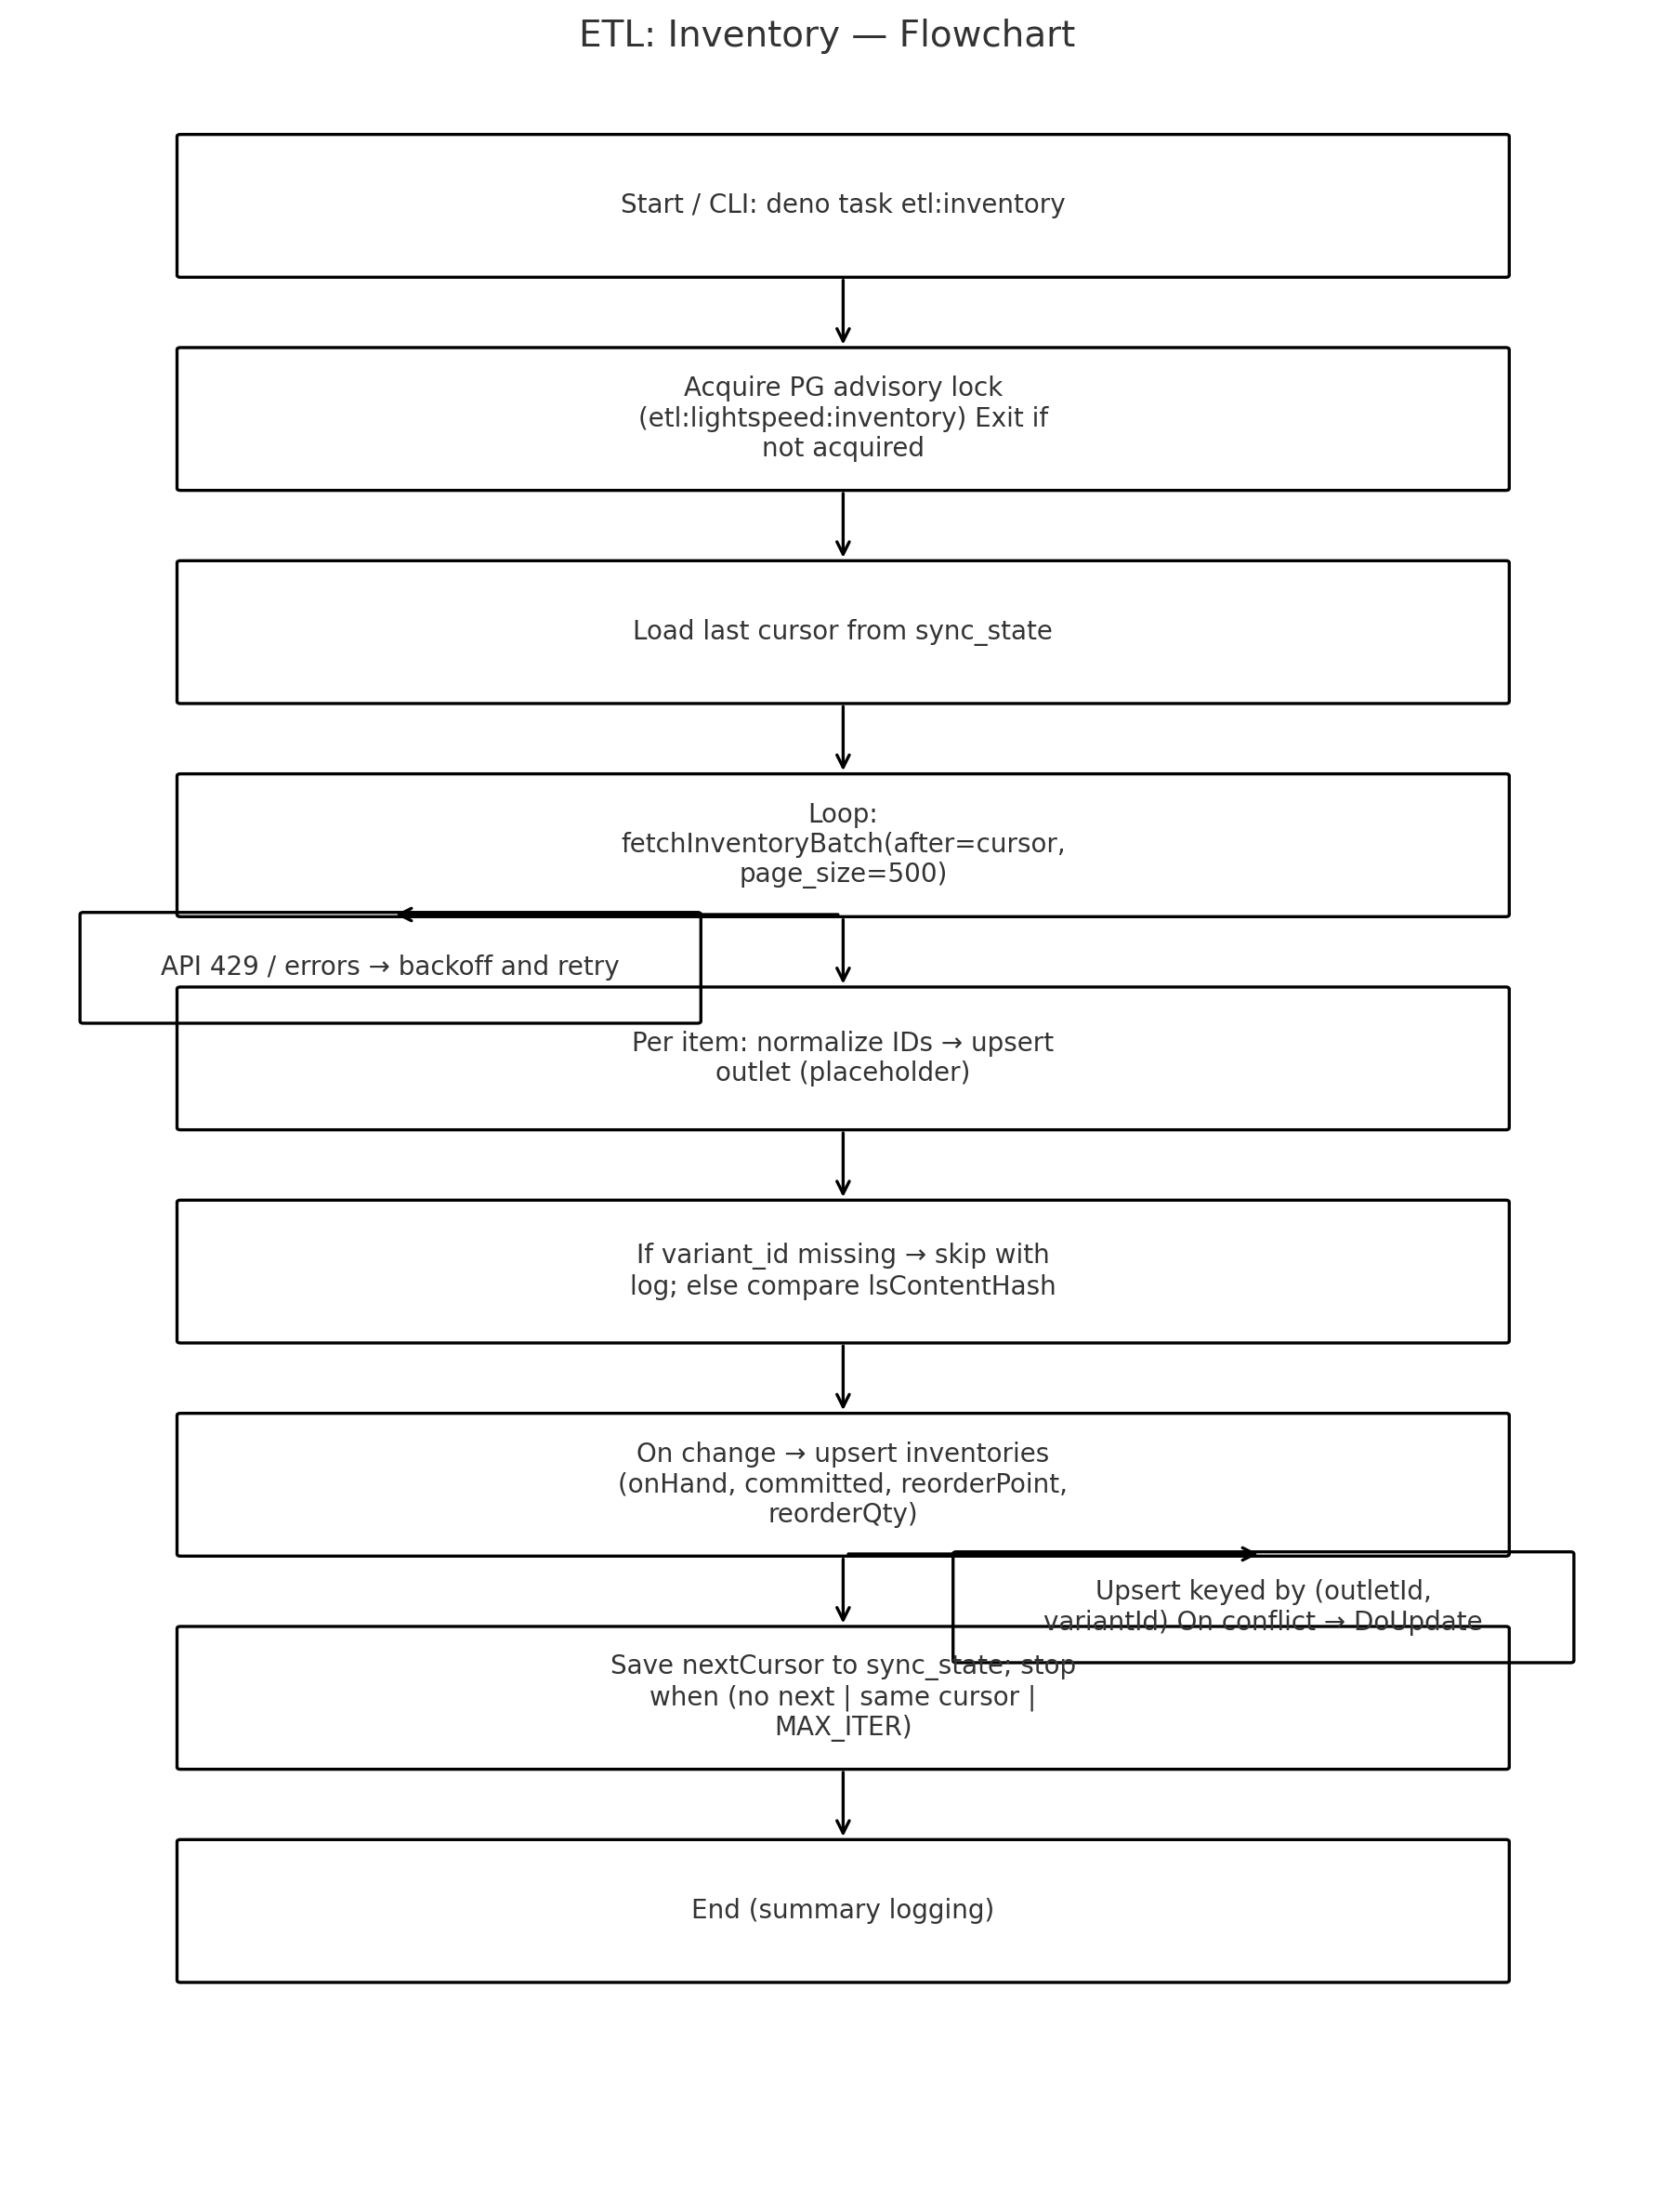 ETL: Inventory — Flowchart
Start / CLI: deno task etl:inventory
Acquire PG advisory lock
(etl:lightspeed:inventory) Exit if
not acquired
Load last cursor from sync_state
Loop:
fetchInventoryBatch(after=cursor,
page_size=500)
API 429 / errors → backoff and retry
Per item: normalize IDs → upsert
outlet (placeholder)
If variant_id missing → skip with
log; else compare lsContentHash
On change → upsert inventories
(onHand, committed, reorderPoint,
reorderQty)
Upsert keyed by (outletId,
variantId) On conflict → DoUpdate
Save nextCursor to sync_state; stop
when (no next | same cursor |
MAX_ITER)
End (summary logging)